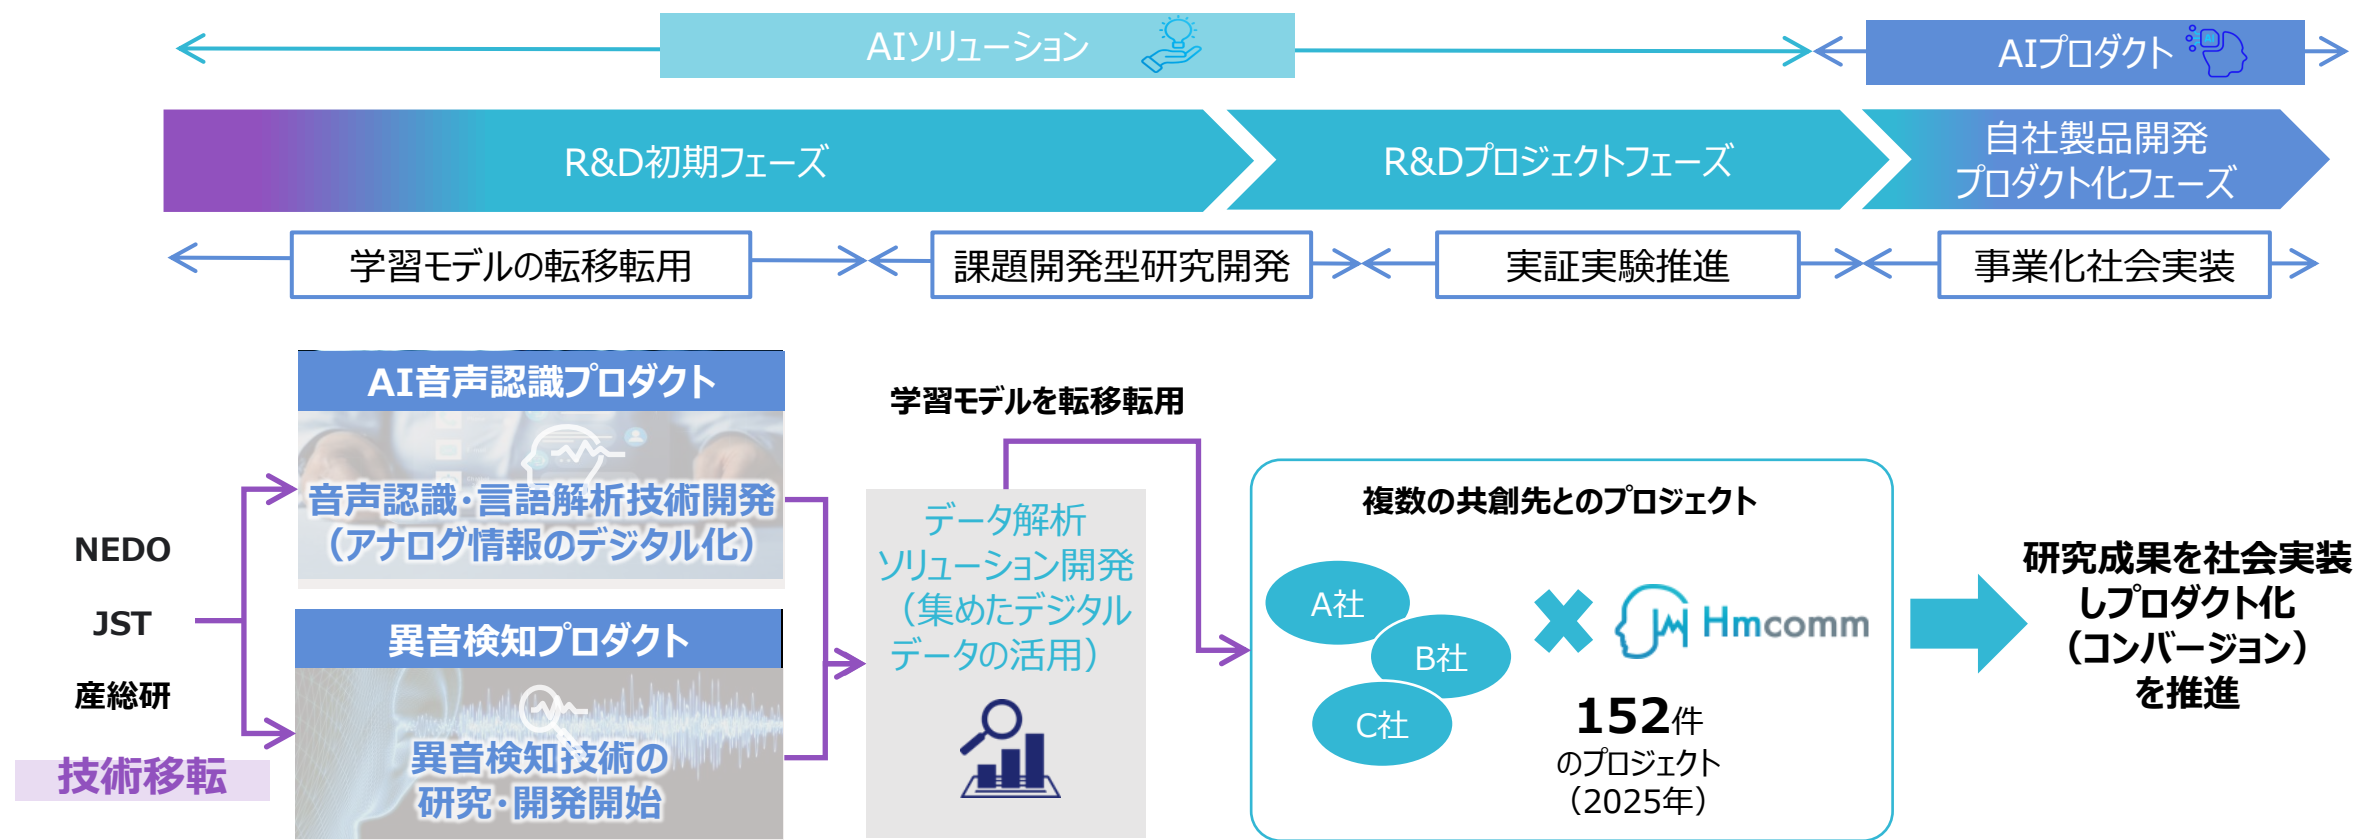 AIソリューション
AIプロダクト
R&D初期フェーズ
R&Dプロジェクトフェーズ
自社製品開発
プロダクト化フェーズ
学習モデルの転移転用
課題開発型研究開発
実証実験推進
事業化社会実装
NEDO
JST
産総研
技術移転
AI音声認識プロダクト
音声認識・言語解析技術開発
（アナログ情報のデジタル化）
異音検知プロダクト
異音検知技術の
研究・開発開始
学習モデルを転移転用
データ解析
ソリューション開発
（集めたデジタル
データの活用）
複数の共創先とのプロジェクト
A社
B社
C社
Hmcomm
152件
のプロジェクト
（2025年）
研究成果を社会実装
しプロダクト化
（コンバージョン）
を推進